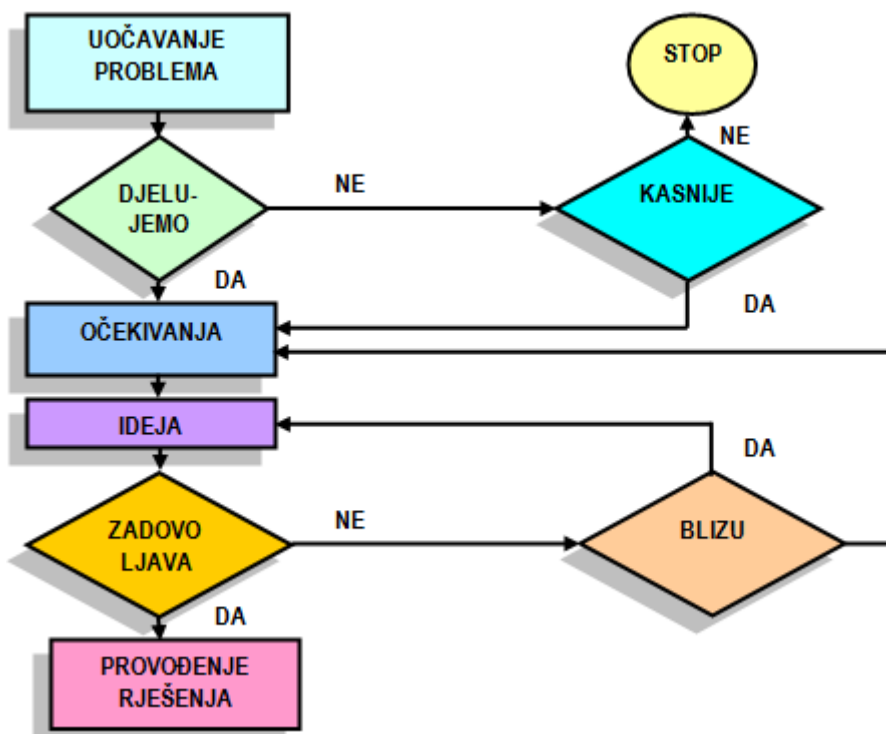 UOČAVANJE
PROBLEMA
STOP
NE
DJELU-
JEMO
NE
KASNIJE
DA
DA
OČEKIVANJA
IDEJA
DA
ZADOVO
LJAVA
NE
BLIZU
DA
PROVOĐENJE
RJEŠENJA